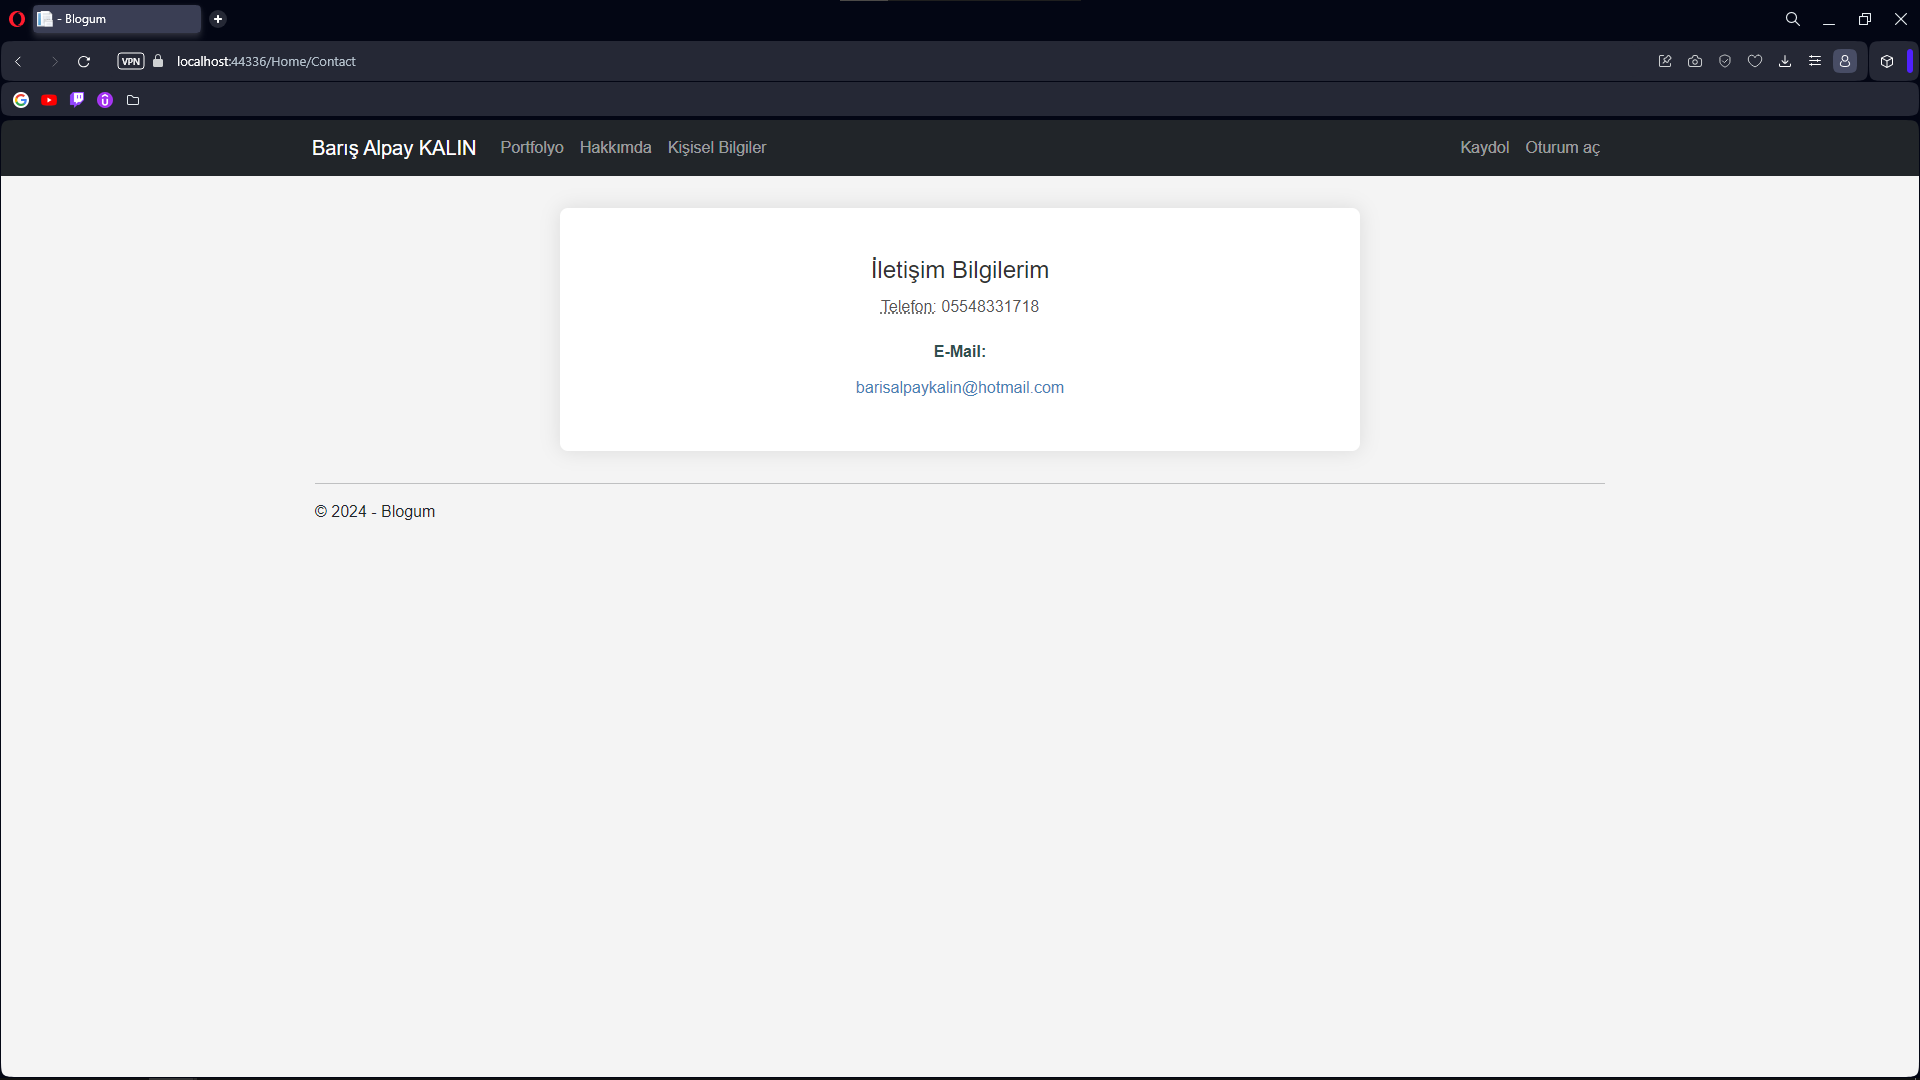 - Blogum
VPN
localhost:44336/Home/Contact
Barış Alpay KALIN Portfolyo Hakkımda Kişisel Bilgiler Kaydol Oturum aç
İletişim Bilgilerim
Telefon: 05548331718
E-Mail:
barisalpaykalin@hotmail.com
© 2024 - Blogum